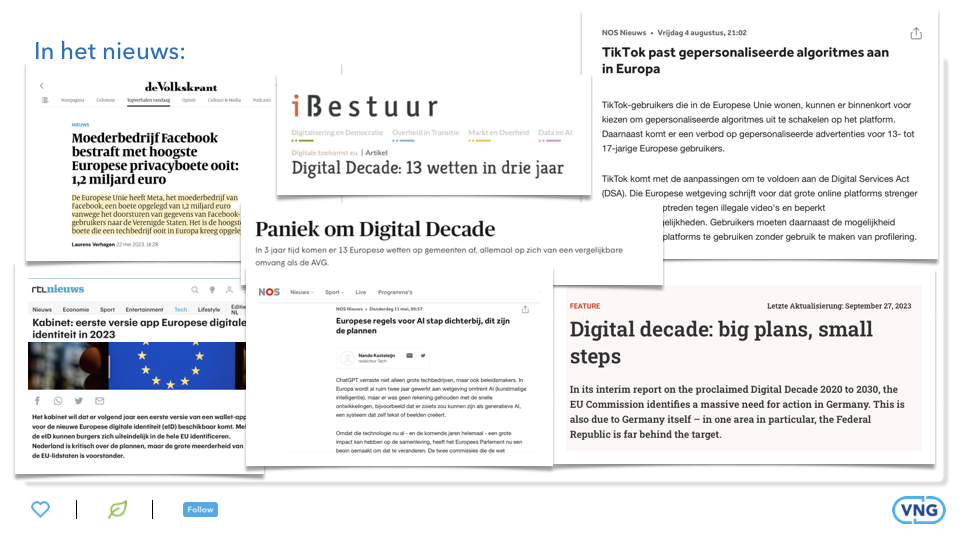 In het nieuws:
deVolkskrant
Voorpagina Columns Topverhalen vandaag Opinie Cultuur & Media Podcasts
NIEUWS
Moederbedrijf Facebook
bestraft met hoogste
Europese privacyboete ooit:
1,2 miljard euro
De Europese Unie heeft Meta, het moederbedrijf van
Facebook, een boete opgelegd van 1,2 miljard euro
vanwege het doorsturen van gegevens van Facebook-
gebruikers naar de Verenigde Staten. Het is de hoogste
boete die een techbedrijf ooit in Europa kreeg opgele
Laurens Verhagen 22 mei 2023, 14:28
iBestuur
Digitalisering en Democratie Overheid in Transitie Markt en Overheid Data en AI
Digitale toekomst eu | Artikel
Digital Decade: 13 wetten in drie jaar
NOS Nieuws • Vrijdag 4 augustus, 21:02
TikTok past gepersonaliseerde algoritmes aan
in Europa
TikTok-gebruikers die in de Europese Unie wonen, kunnen er binnenkort voor
kiezen om gepersonaliseerde algoritmes uit te schakelen op het platform.
Daarnaast komt er een verbod op gepersonaliseerde advertenties voor 13- tot
17-jarige Europese gebruikers.
TikTok komt met de aanpassingen om te voldoen aan de Digital Services Act
(DSA). Die Europese wetgeving schrijft voor dat grote online platforms strenger
ptreden tegen illegale video's en beperkt
elijkheden. Gebruikers moeten daarnaast de mogelijkheid
platforms te gebruiken zonder gebruik te maken van profilering.
Paniek om Digital Decade
In 3 jaar tijd komen er 13 Europese wetten op gemeenten af, allemaal op zich van een vergelijkbare
omvang als de AVG.
rtlnieuws
Nieuws Economie Sport Entertainment Tech Lifestyle Editie NL
Kabinet: eerste versie app Europese digitale
identiteit in 2023
Het kabinet wil dat er volgend jaar een eerste versie van een wallet-app
voor de nieuwe Europese digitale identiteit (eID) beschikbaar komt. Met
de eID kunnen burgers zich uiteindelijk in de hele EU identificeren.
Nederland is kritisch over de plannen, maar de grote meerderheid van
de EU-lidstaten is voorstander.
NOS Nieuws Sport Live Programma's
NOS Nieuws • Donderdag 11 mei, 09:57
Europese regels voor AI stap dichterbij, dit zijn
de plannen
Nando Kasteleijn
redacteur Tech
ChatGPT verraste niet alleen grote techbedrijven, maar ook beleidsmakers. In
Europa wordt al ruim twee jaar gewerkt aan wetgeving omtrent AI (kunstmatige
intelligentie), maar er was geen rekening gehouden met de snelle
ontwikkelingen, bijvoorbeeld dat er zoiets zou kunnen zijn als generatieve AI,
een systeem dat zelf tekst of beelden creëert.
Omdat die technologie nu al - en de komende jaren helemaal - een grote
impact kan hebben op de samenleving, heeft het Europees Parlement nu een
begin gemaakt om dat te veranderen. De twee commissies die de wet
FEATURE Letzte Aktualisierung: September 27, 2023
Digital decade: big plans, small
steps
In its interim report on the proclaimed Digital Decade 2020 to 2030, the
EU Commission identifies a massive need for action in Germany. This is
also due to Germany itself – in one area in particular, the Federal
Republic is far behind the target.
Follow
VNG